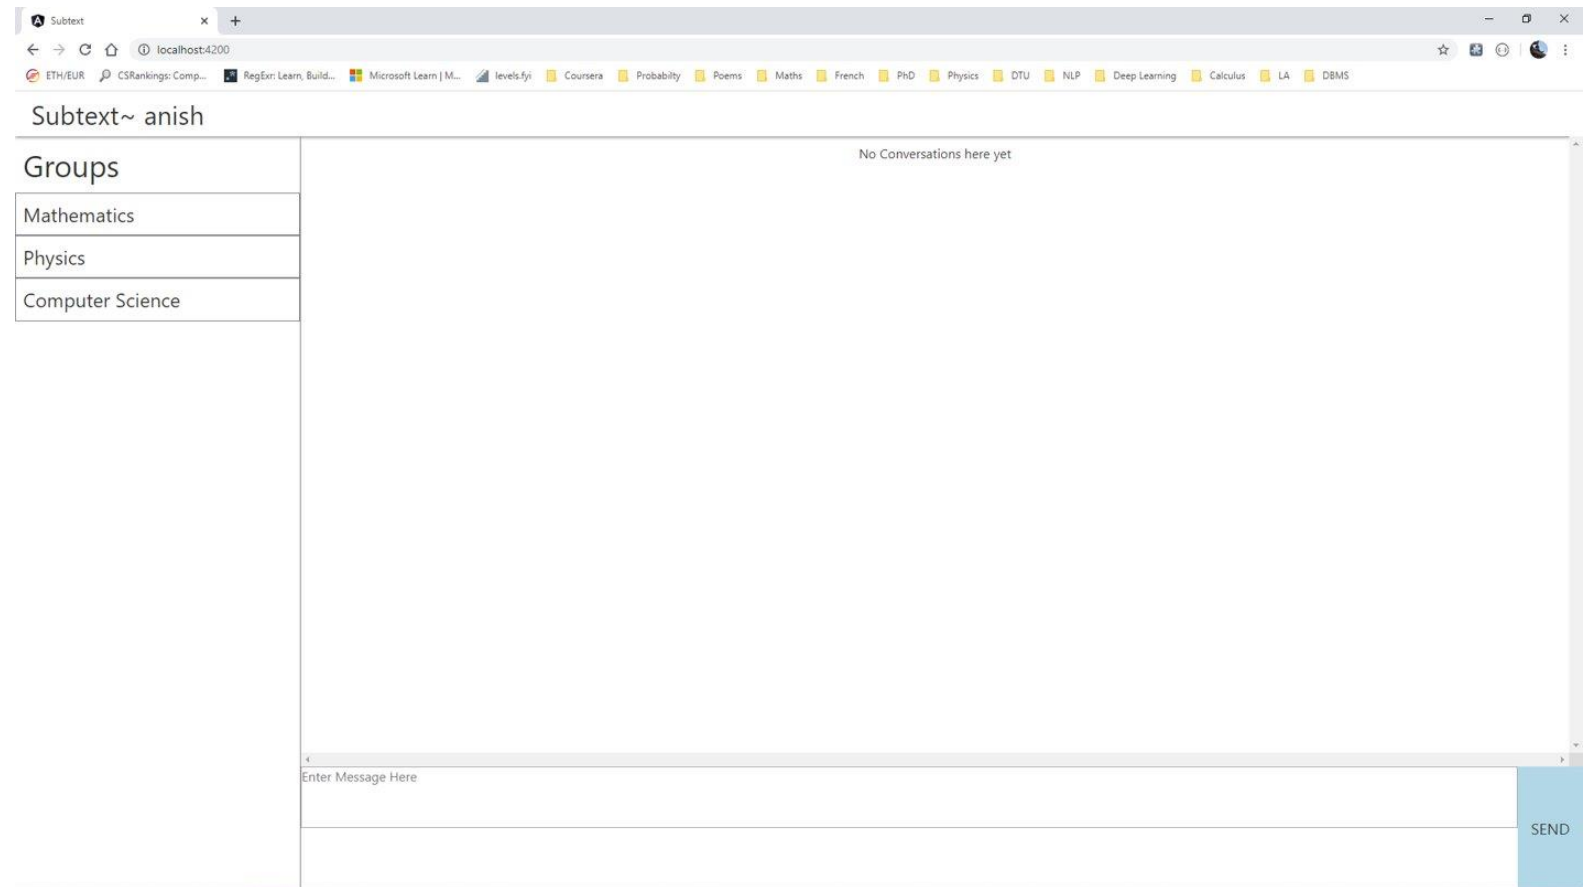 Subtext
localhost:4200
ETH/EUR CSRankings: Comp... RegExr: Learn, Build... Microsoft Learn | M... levels.fyi Coursera Probabilty Poems Maths French PhD Physics DTU NLP Deep Learning Calculus LA DBMS
Subtext~ anish
Groups
Mathematics
Physics
Computer Science
No Conversations here yet
Enter Message Here
SEND